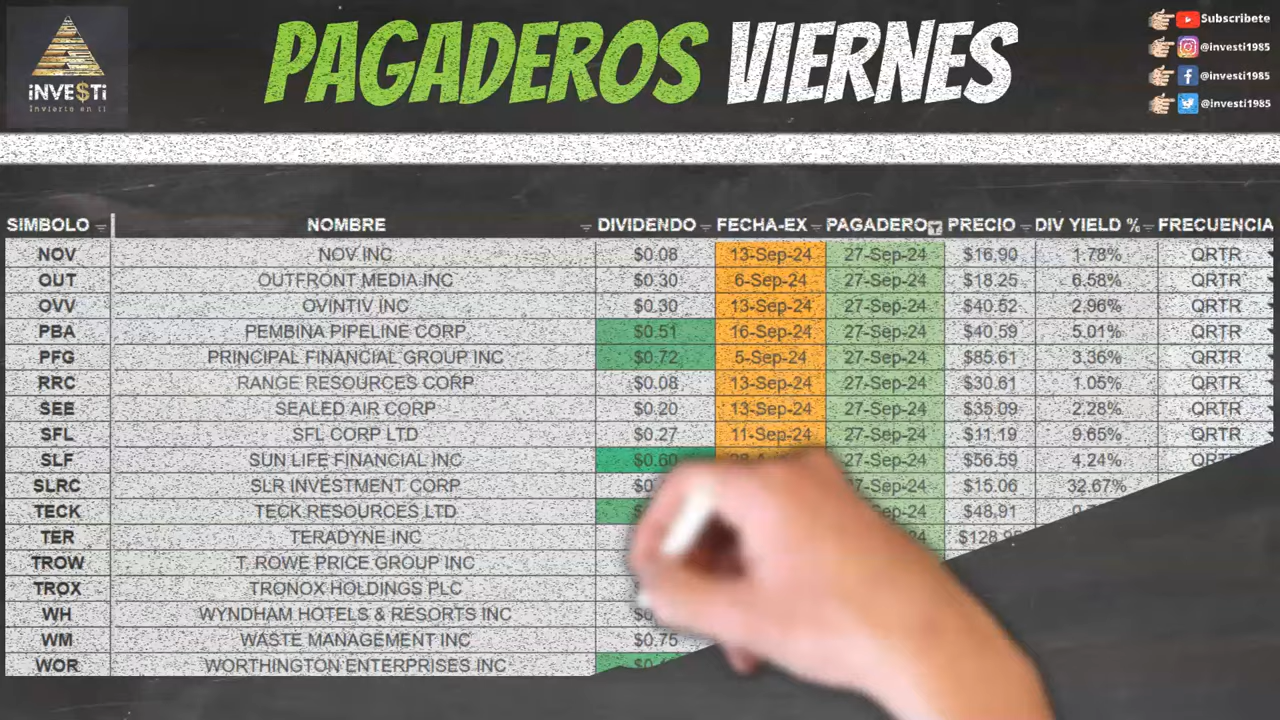 iNVE$Ti
Invierte en ti
PAGADEROS VIERNES
Subscribete
@investi1985
@investi1985
@investi1985
SIMBOLO NOMBRE DIVIDENDO FECHA-EX PAGADERO PRECIO DIV YIELD % FRECUENCIA
NOV NOV INC $0.08 13-Sep-24 27-Sep-24 $16.90 1.78% QRTR
OUT OUTFRONT MEDIA INC $0.30 6-Sep-24 27-Sep-24 $18.25 6.58% QRTR
OVV OVINTIV INC $0.30 13-Sep-24 27-Sep-24 $40.52 2.96% QRTR
PBA PEMBINA PIPELINE CORP $0.51 16-Sep-24 27-Sep-24 $40.59 5.01% QRTR
PFG PRINCIPAL FINANCIAL GROUP INC $0.72 5-Sep-24 27-Sep-24 $85.61 3.36% QRTR
RRC RANGE RESOURCES CORP $0.08 13-Sep-24 27-Sep-24 $30.61 1.05% QRTR
SEE SEALED AIR CORP $0.20 13-Sep-24 27-Sep-24 $35.09 2.28% QRTR
SFL SFL CORP LTD $0.27 11-Sep-24 27-Sep-24 $11.19 9.65% QRTR
SLF SUN LIFE FINANCIAL INC $0.60 27-Sep-24 $56.59 4.24% QRTR
SLRC SLR INVESTMENT CORP 27-Sep-24 $15.06 32.67%
TECK TECK RESOURCES LTD $48.91
TER TERADYNE INC
TROW T. ROWE PRICE GROUP INC
TROX TRONOX HOLDINGS PLC
WH WYNDHAM HOTELS & RESORTS INC
WM WASTE MANAGEMENT INC $0.75
WOR WORTHINGTON ENTERPRISES INC